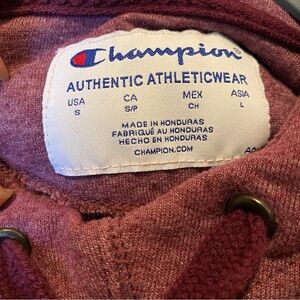 Champion
AUTHENTIC ATHLETICWEAR
USA CA MEX ASIA
S S/P CH L
MADE IN HONDURAS
FABRIQUÉ AU HONDURAS
HECHO EN HONDURAS
CHAMPION.COM